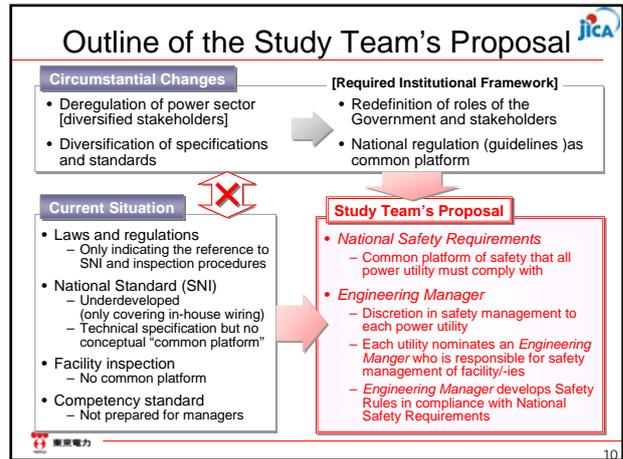 Outline of the Study Team's Proposal
jICA
Circumstantial Changes
• Deregulation of power sector
[diversified stakeholders]
• Diversification of specifications
and standards
[Required Institutional Framework]
• Redefinition of roles of the
Government and stakeholders
• National regulation (guidelines )as
common platform
Current Situation
• Laws and regulations
– Only indicating the reference to
SNI and inspection procedures
• National Standard (SNI)
– Underdeveloped
(only covering in-house wiring)
– Technical specification but no
conceptual "common platform"
• Facility inspection
– No common platform
• Competency standard
– Not prepared for managers
Study Team's Proposal
• National Safety Requirements
– Common platform of safety that all
power utility must comply with
• Engineering Manager
– Discretion in safety management to
each power utility
– Each utility nominates an Engineering
Manger who is responsible for safety
management of facility/-ies
– Engineering Manager develops Safety
Rules in compliance with National
Safety Requirements
TEPCO
東京電力
10